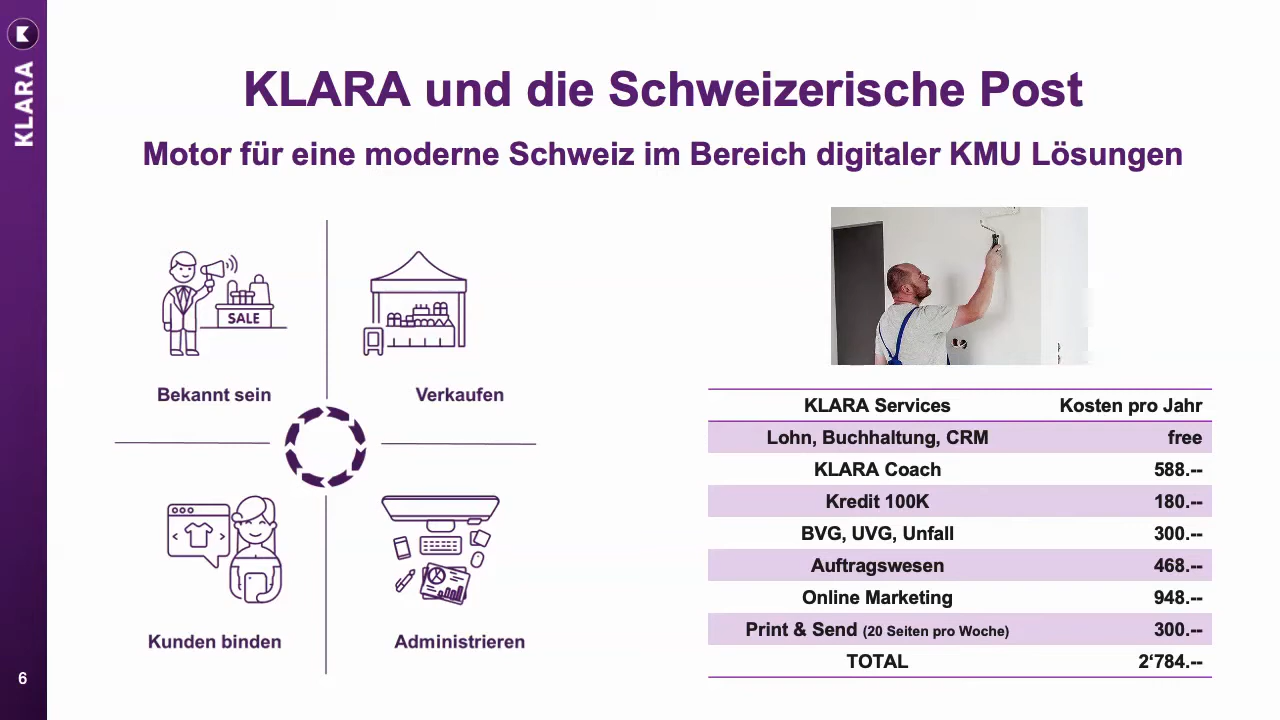 KLARA
KLARA und die Schweizerische Post
Motor für eine moderne Schweiz im Bereich digitaler KMU Lösungen
SALE
Bekannt sein
Verkaufen
Kunden binden
Administrieren
KLARA Services Kosten pro Jahr
Lohn, Buchhaltung, CRM free
KLARA Coach 588.--
Kredit 100K 180.--
BVG, UVG, Unfall 300.--
Auftragswesen 468.--
Online Marketing 948.--
Print & Send (20 Seiten pro Woche) 300.--
TOTAL 2‘784.--
6